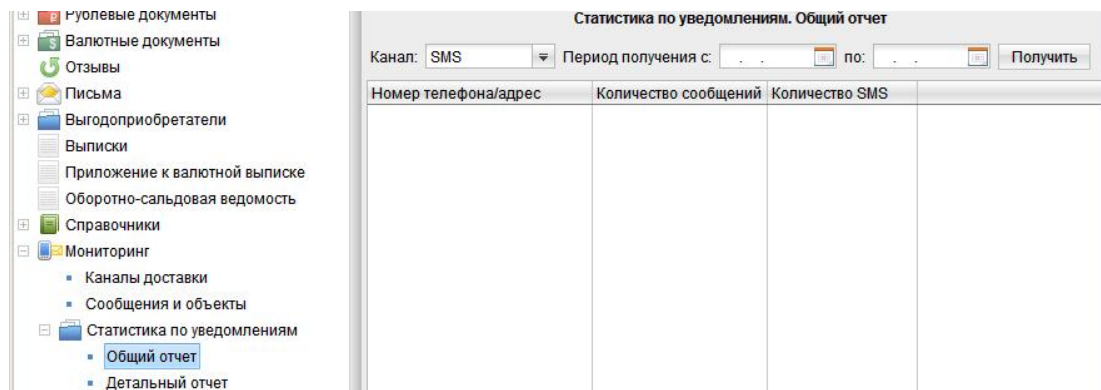 Рублевые документы
Валютные документы
Отзывы
Письма
Выгодоприобретатели
Выписки
Приложение к валютной выписке
Оборотно-сальдовая ведомость
Справочники
Мониторинг
Каналы доставки
Сообщения и объекты
Статистика по уведомлениям
Общий отчет
Детальный отчет
Статистика по уведомлениям. Общий отчет
Канал: SMS Период получения с: . . по: . . Получить
Номер телефона/адрес Количество сообщений Количество SMS